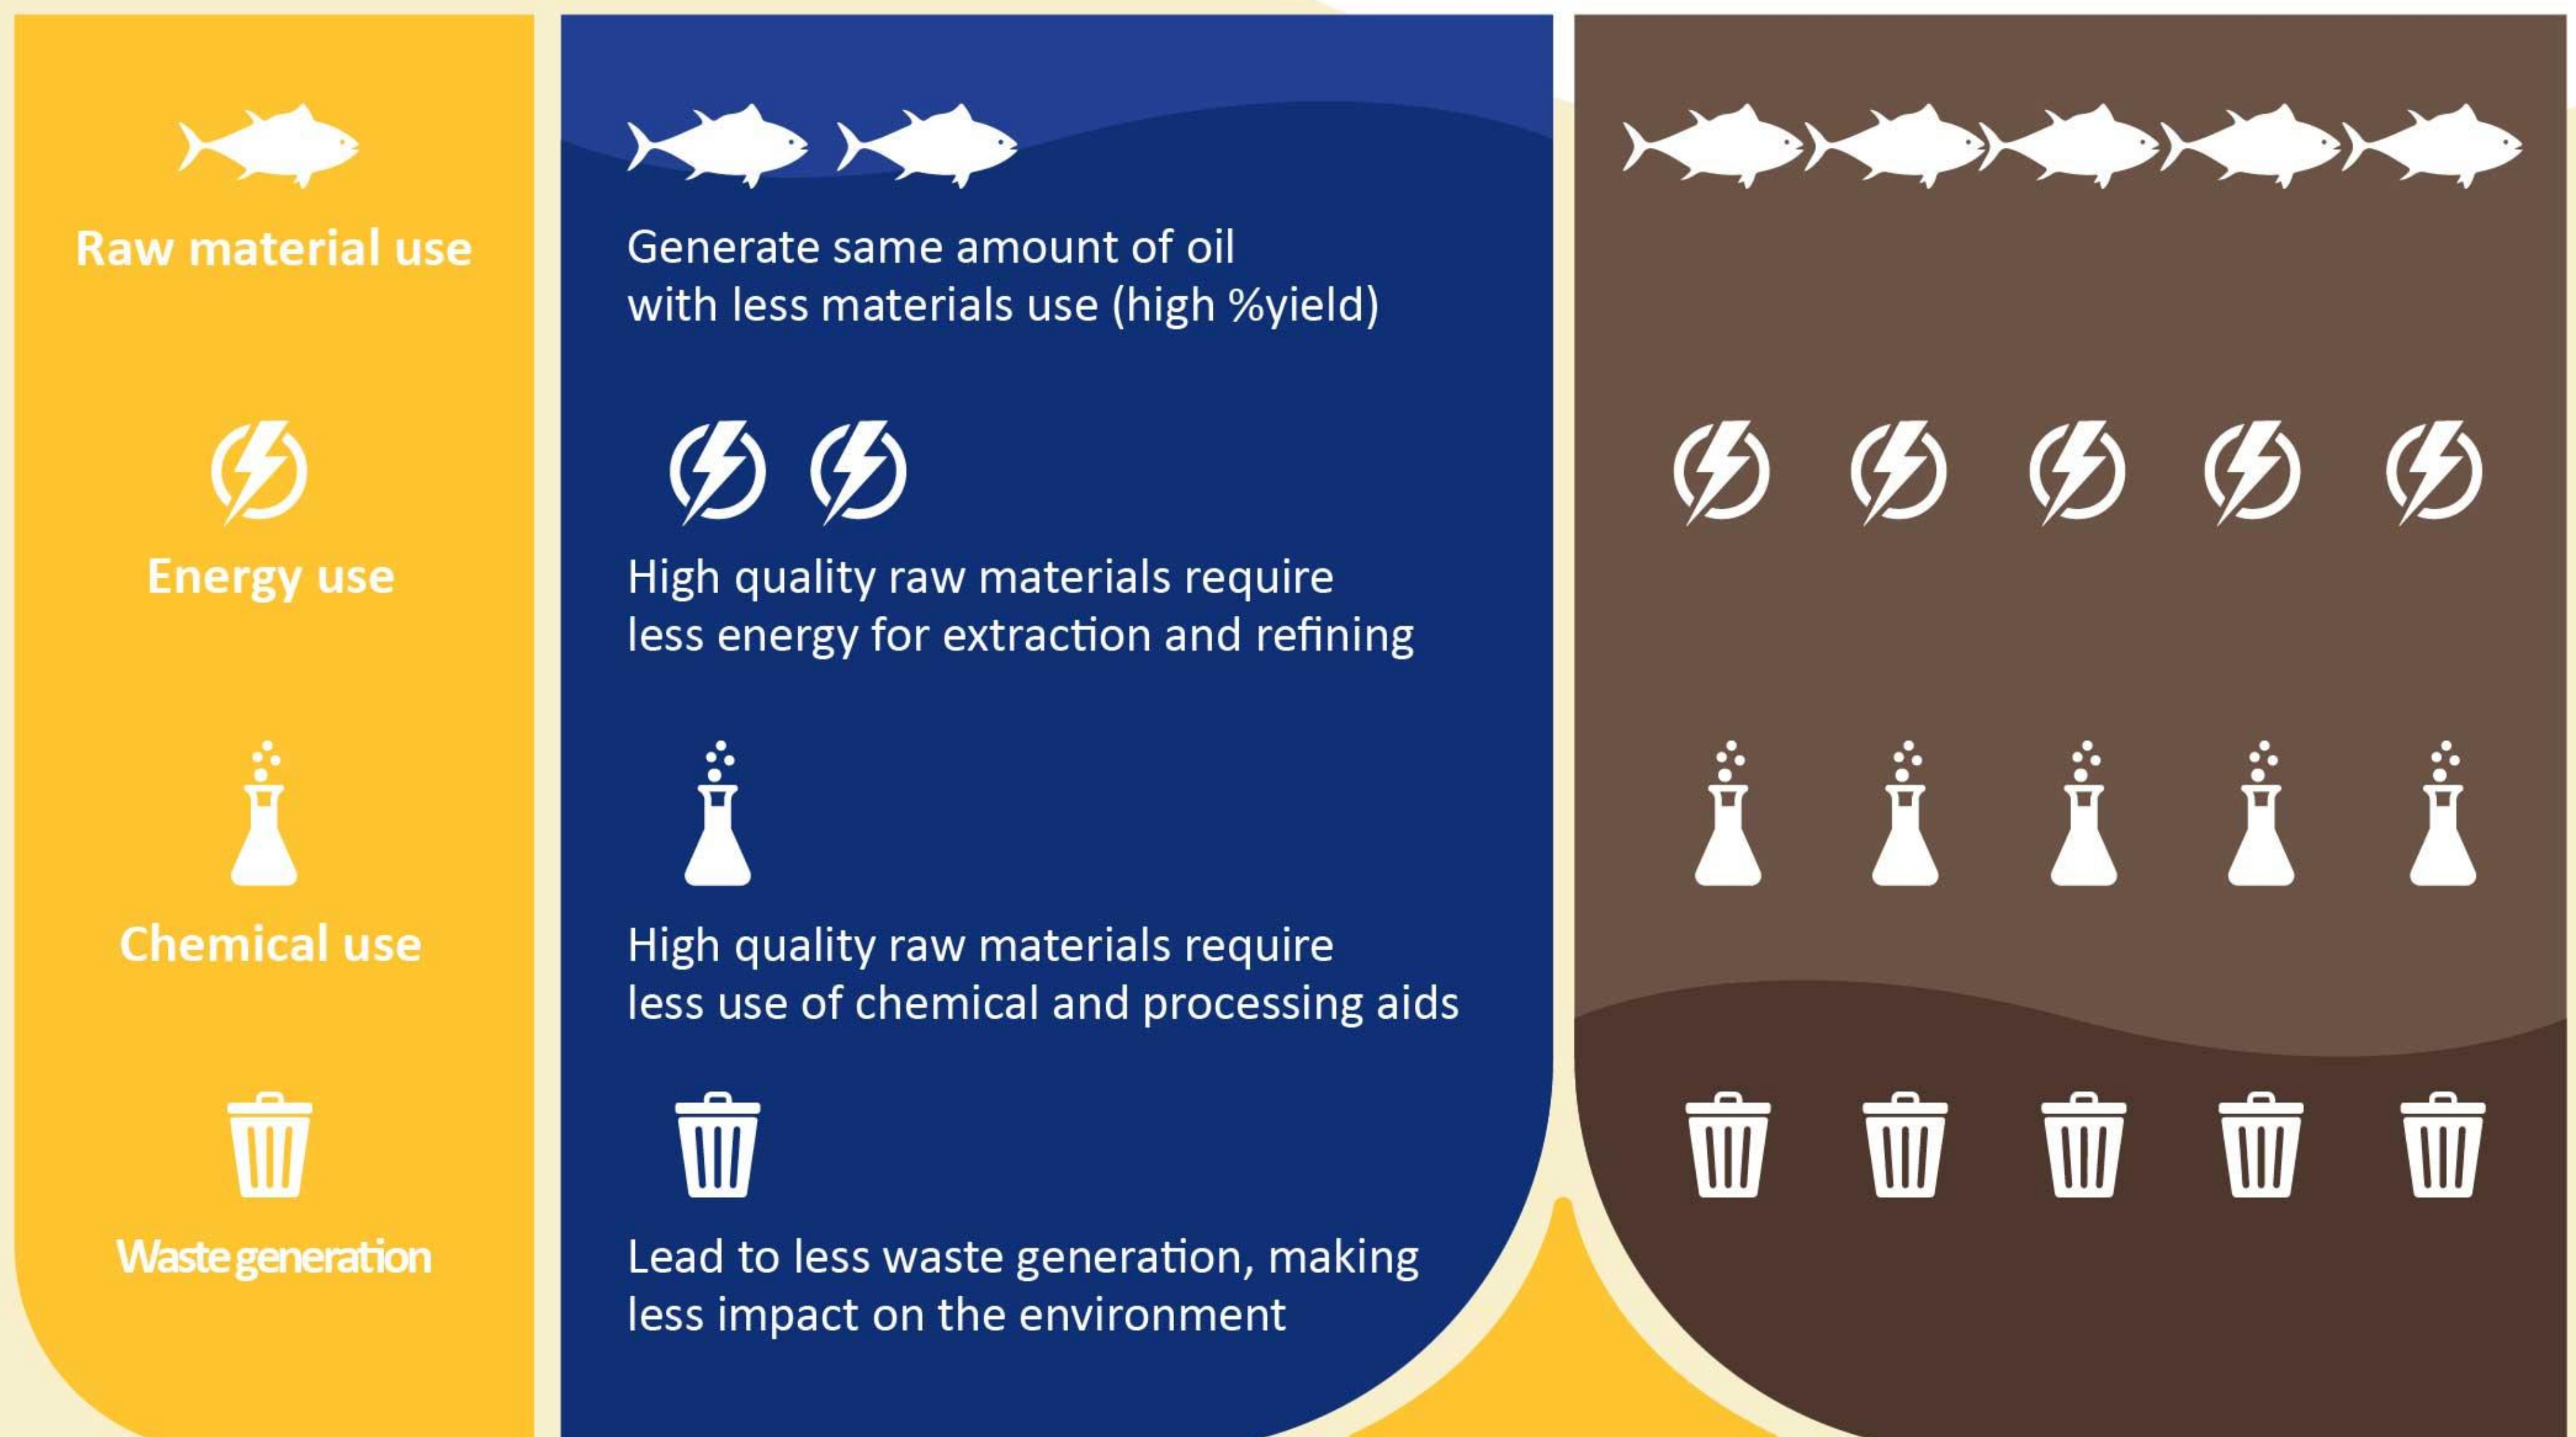 Raw material use
Generate same amount of oil
with less materials use (high %yield)
Energy use
High quality raw materials require
less energy for extraction and refining
Chemical use
High quality raw materials require
less use of chemical and processing aids
Waste generation
Lead to less waste generation, making
less impact on the environment